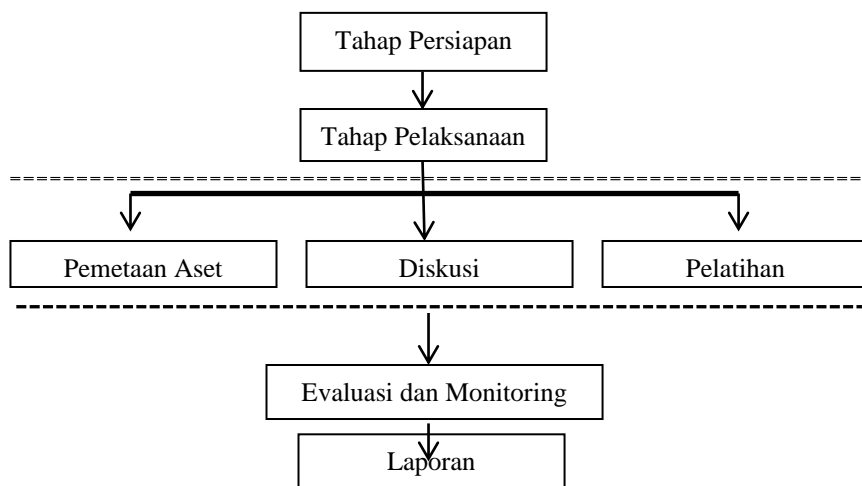 Tahap Persiapan
Tahap Pelaksanaan
Pemetaan Aset
Diskusi
Pelatihan
Evaluasi dan Monitoring
Laporan